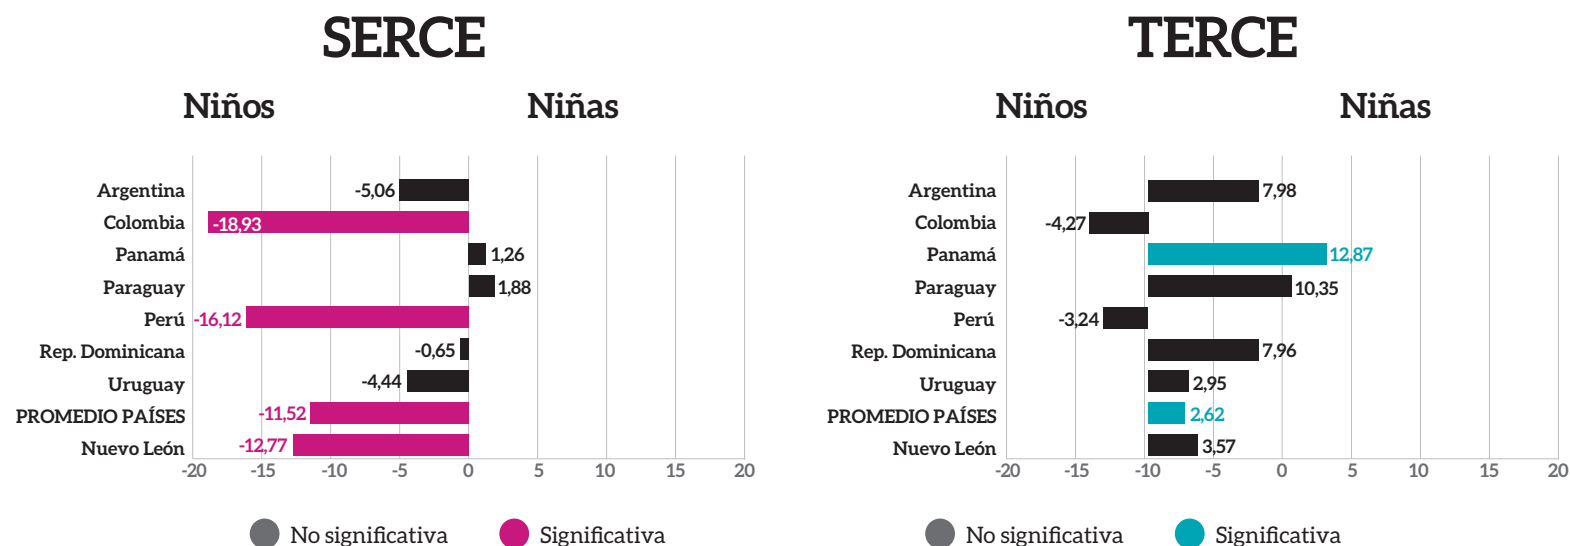 SERCE
Niños Niñas
Argentina -5,06
Colombia -18,93
Panamá 1,26
Paraguay 1,88
Perú -16,12
Rep. Dominicana -0,65
Uruguay -4,44
PROMEDIO PAÍSES -11,52
Nuevo León -12,77
-20 -15 -10 -5 0 5 10 15 20
No significativa Significativa
TERCE
Niños Niñas
Argentina 7,98
Colombia -4,27
Panamá 12,87
Paraguay 10,35
Perú -3,24
Rep. Dominicana 7,96
Uruguay 2,95
PROMEDIO PAÍSES 2,62
Nuevo León 3,57
-20 -15 -10 -5 0 5 10 15 20
No significativa Significativa